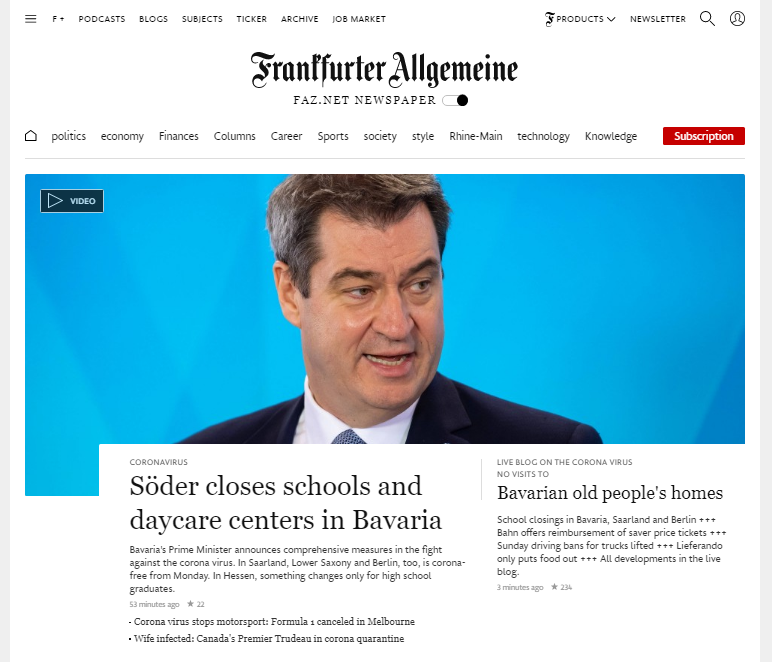 F + PODCASTS BLOGS SUBJECTS TICKER ARCHIVE JOB MARKET PRODUCTS NEWSLETTER
Frankfurter Allgemeine
FAZ.NET NEWSPAPER
politics economy Finances Columns Career Sports society style Rhine-Main technology Knowledge Subscription
VIDEO
CORONAVIRUS
Söder closes schools and
daycare centers in Bavaria
Bavaria's Prime Minister announces comprehensive measures in the fight
against the corona virus. In Saarland, Lower Saxony and Berlin, too, is corona-
free from Monday. In Hessen, something changes only for high school
graduates.
53 minutes ago ★ 22
• Corona virus stops motorsport: Formula 1 canceled in Melbourne
• Wife infected: Canada's Premier Trudeau in corona quarantine
LIVE BLOG ON THE CORONA VIRUS
NO VISITS TO
Bavarian old people's homes
School closings in Bavaria, Saarland and Berlin +++
Bahn offers reimbursement of saver price tickets +++
Sunday driving bans for trucks lifted +++ Lieferando
only puts food out +++ All developments in the live
blog.
3 minutes ago ★ 234